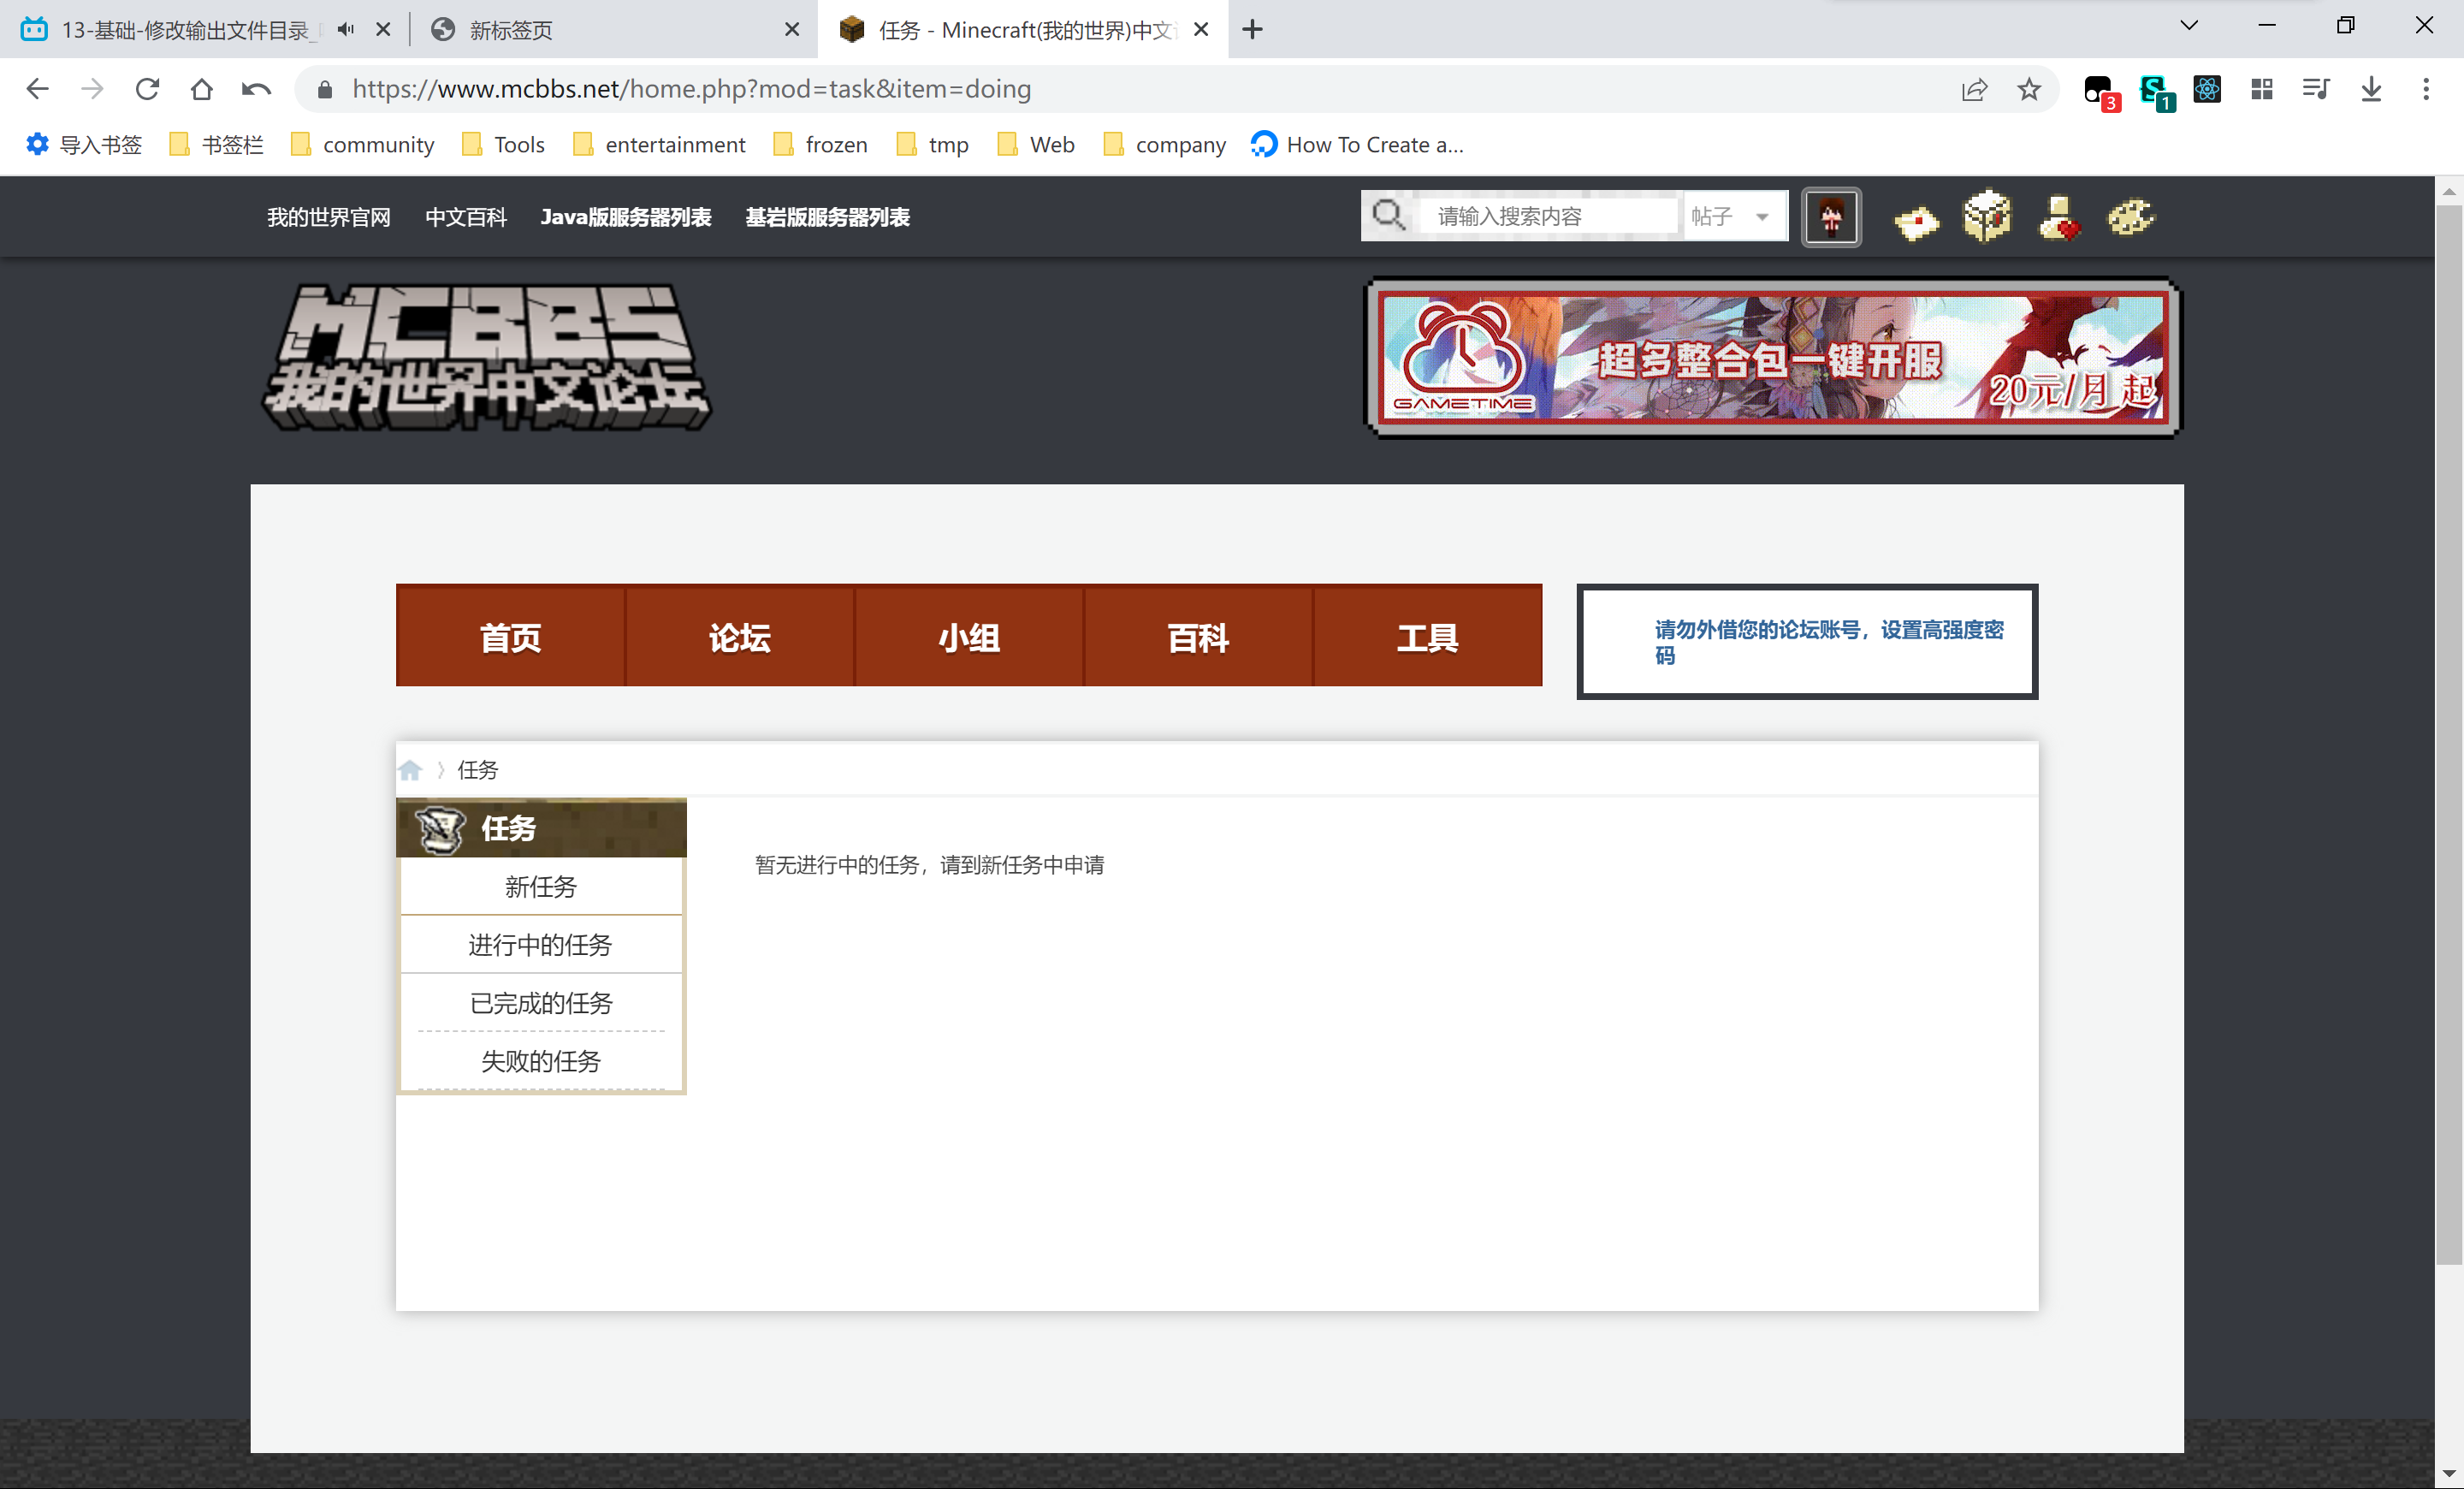 13-基础-修改输出文件目录_
新标签页
任务 - Minecraft(我的世界)中文
https://www.mcbbs.net/home.php?mod=task&item=doing
3
S
1
导入书签
书签栏
community
Tools
entertainment
frozen
tmp
Web
company
How To Create a...
我的世界官网
中文百科
Java版服务器列表
基岩版服务器列表
请输入搜索内容
帖子
MCBBS
我的世界中文论坛
GAMETIME
超多整合包一键开服
20元/月 起
首页
论坛
小组
百科
工具
请勿外借您的论坛账号，设置高强度密
码
任务
任务
新任务
进行中的任务
已完成的任务
失败的任务
暂无进行中的任务，请到新任务中申请